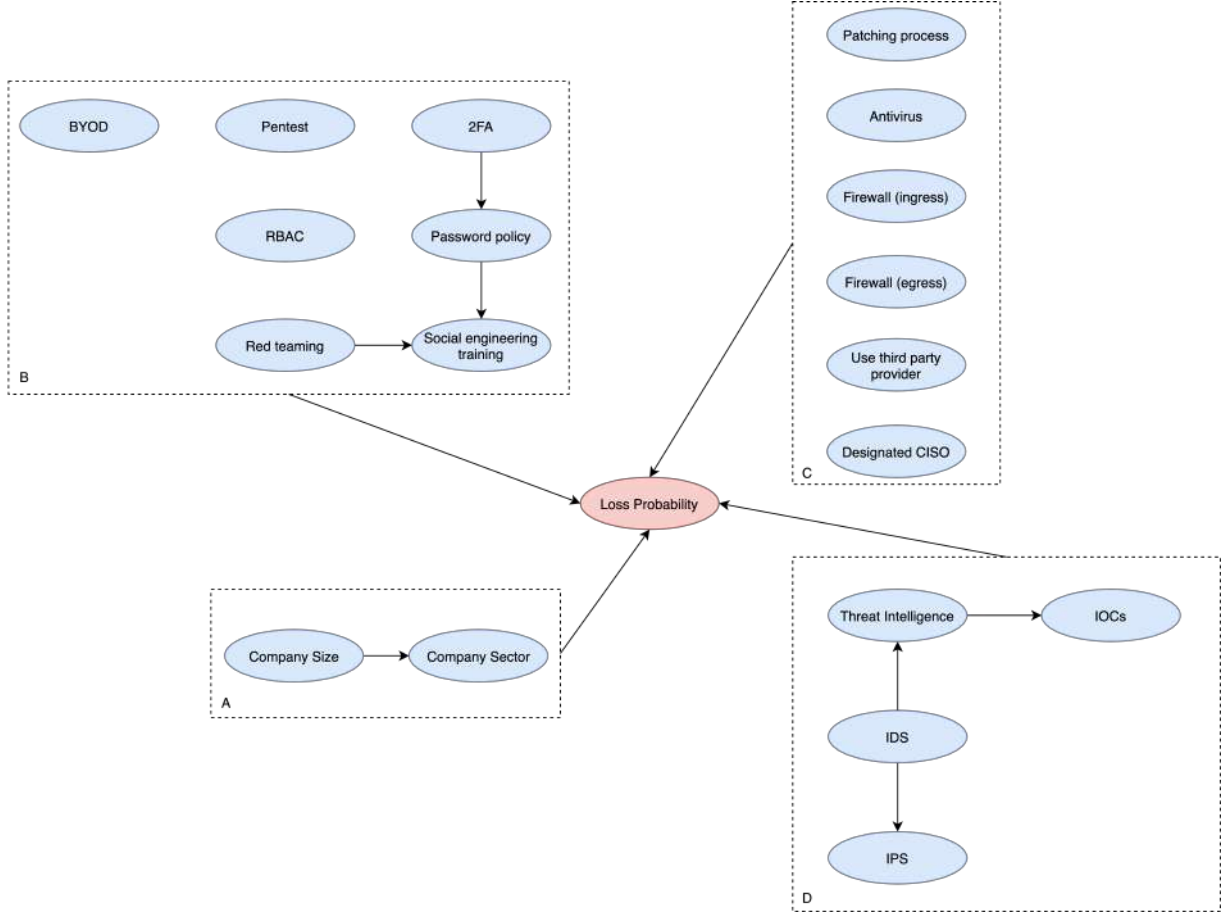 Patching process
BYOD
Pentest
2FA
Antivirus
Firewall (ingress)
RBAC
Password policy
Firewall (egress)
Red teaming
Social engineering
training
B
Use third party
provider
Designated CISO
C
Loss Probability
Company Size
Company Sector
A
Threat Intelligence
IOCs
IDS
IPS
D